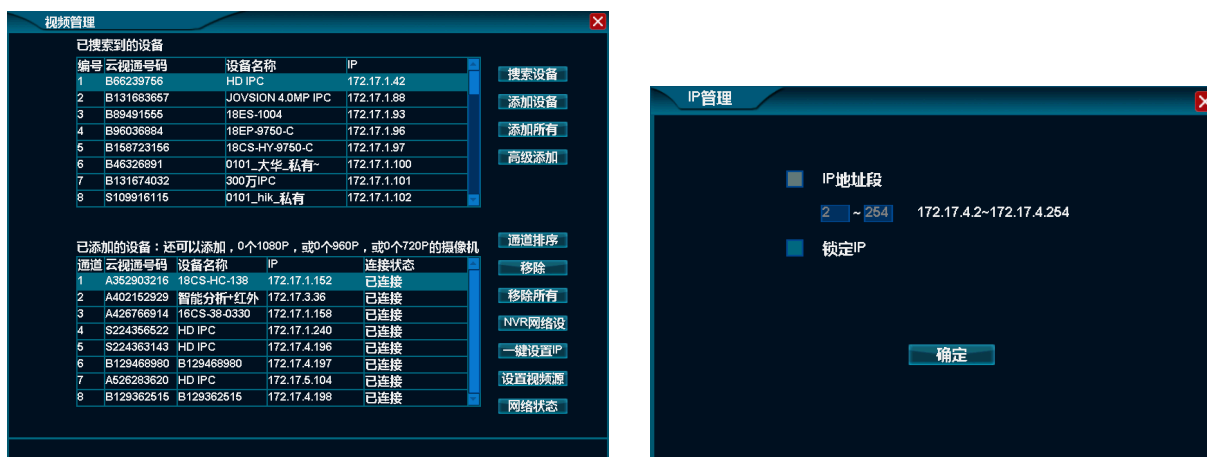 视频管理
已搜索到的设备
编号 云视通号码 设备名称 IP
1 B66239756 HD IPC 172.17.1.42
2 B131683657 JOVSION 4.0MP IPC 172.17.1.88
3 B89491555 18ES-1004 172.17.1.93
4 B96036884 18EP-9750-C 172.17.1.96
5 B158723156 18CS-HY-9750-C 172.17.1.97
6 B46326891 0101_大华_私有~ 172.17.1.100
7 B131674032 300万IPC 172.17.1.101
8 S109916115 0101_hik_私有 172.17.1.102
搜索设备
添加设备
添加所有
高级添加
已添加的设备：还可以添加，0个1080P，或0个960P，或0个720P的摄像机
通道 云视通号码 设备名称 IP 连接状态
1 A352903216 18CS-HC-138 172.17.1.152 已连接
2 A402152929 智能分析+红外 172.17.3.36 已连接
3 A426766914 16CS-38-0330 172.17.1.158 已连接
4 S224356522 HD IPC 172.17.1.240 已连接
5 S224363143 HD IPC 172.17.4.196 已连接
6 B129468980 B129468980 172.17.4.197 已连接
7 A526283620 HD IPC 172.17.5.104 已连接
8 B129362515 B129362515 172.17.4.198 已连接
通道排序
移除
移除所有
NVR网络设
一键设置IP
设置视频源
网络状态
IP管理
IP地址段
2 ~ 254 172.17.4.2~172.17.4.254
锁定IP
确定